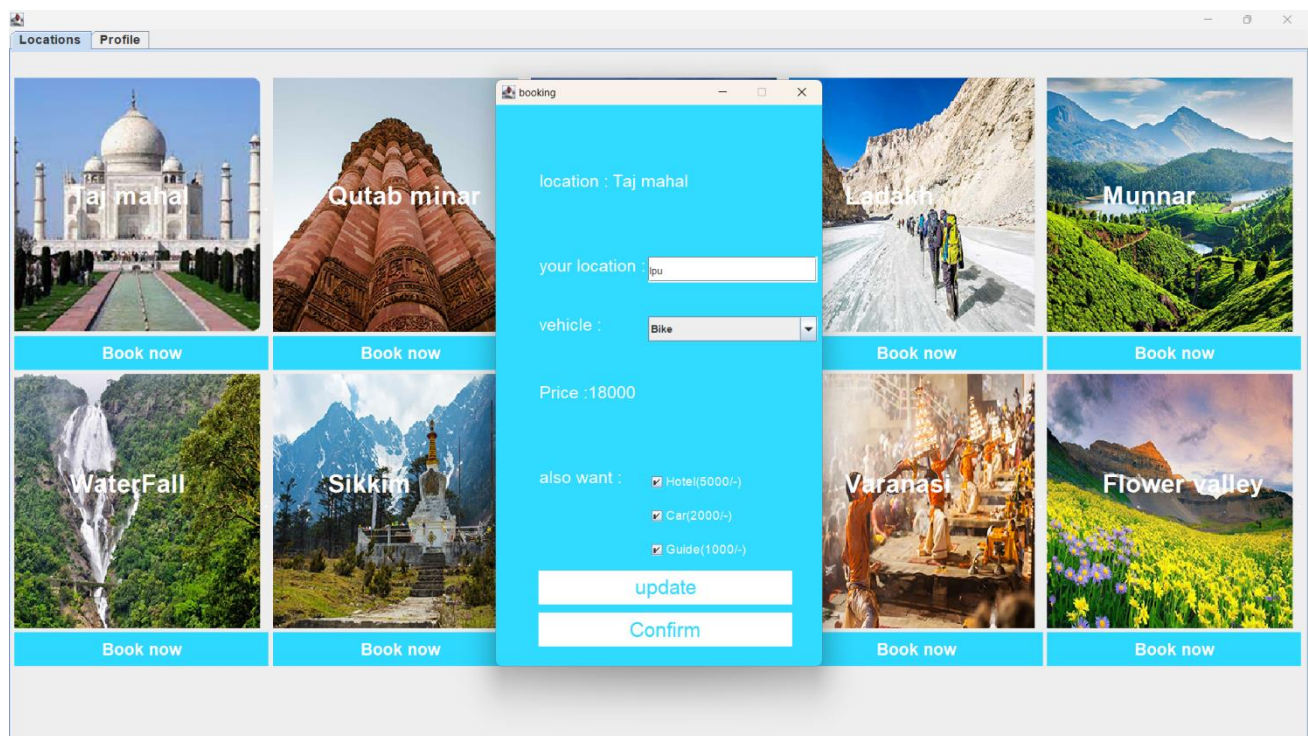 Locations Profile
booking
Taj mahal
Qutab minar
Ladakh
Munnar
location : Taj mahal
your location : lpu
vehicle : Bike
Price :18000
Book now
Book now
Book now
Book now
WaterFall
Sikkim
Varanasi
Flower valley
also want : Hotel(5000/-)
Car(2000/-)
Guide(1000/-)
update
Confirm
Book now
Book now
Book now
Book now